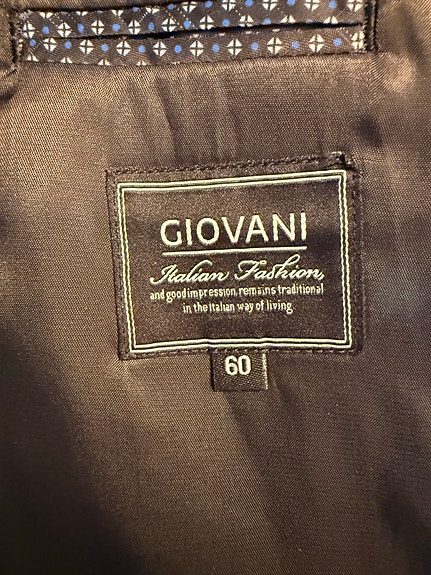 GIOVANI
Italian Fashion,
and good impression, remains traditional
in the Italian way of living.
60